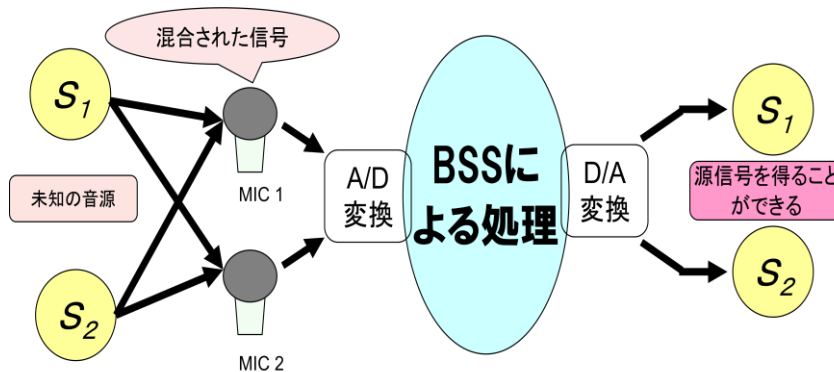 混合された信号
S1
未知の音源
S2
MIC 1
MIC 2
A/D
変換
BSSに
よる処理
D/A
変換
S1
源信号を得ること
ができる
S2